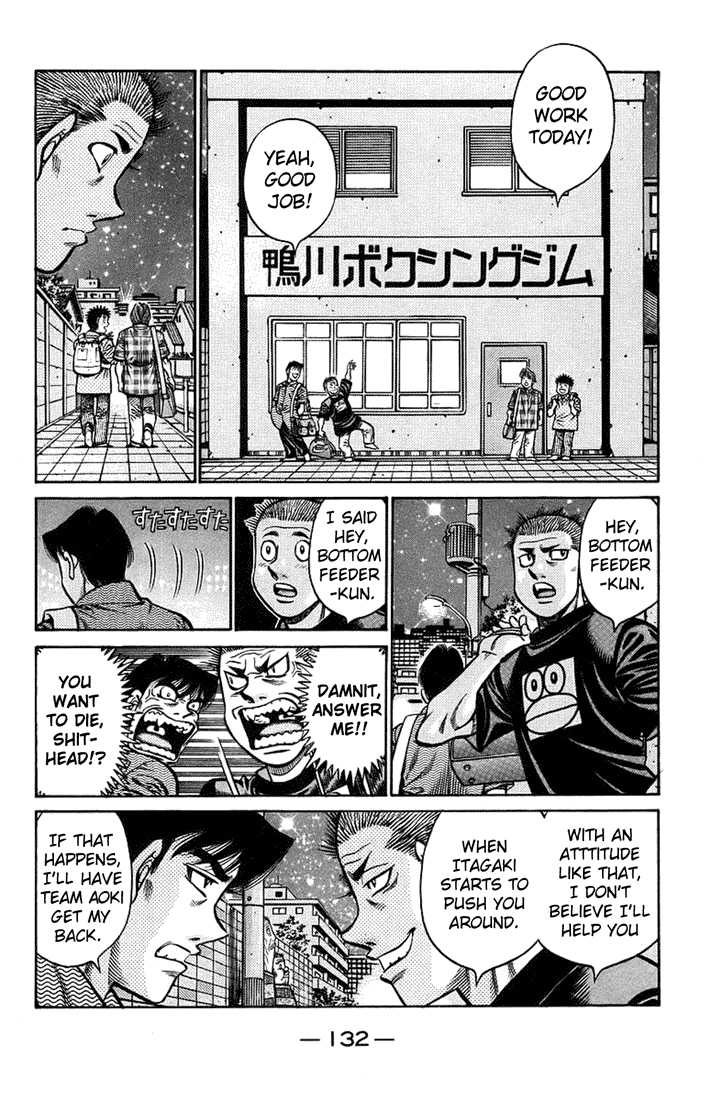 GOOD
WORK
TODAY!
YEAH,
GOOD
JOB!
鴨川ボクシングジム
HEY,
BOTTOM
FEEDER
-KUN.
I SAID
HEY,
BOTTOM
FEEDER
-KUN.
すたすたすた
DAMNIT,
ANSWER
ME!!
YOU
WANT
TO DIE,
SHIT-
HEAD!?
WITH AN
ATTTITUDE
LIKE THAT,
I DON'T
BELIEVE I'LL
HELP YOU
WHEN
ITAGAKI
STARTS TO
PUSH YOU
AROUND.
IF THAT
HAPPENS,
I'LL HAVE
TEAM AOKI
GET MY
BACK.
— 132 —